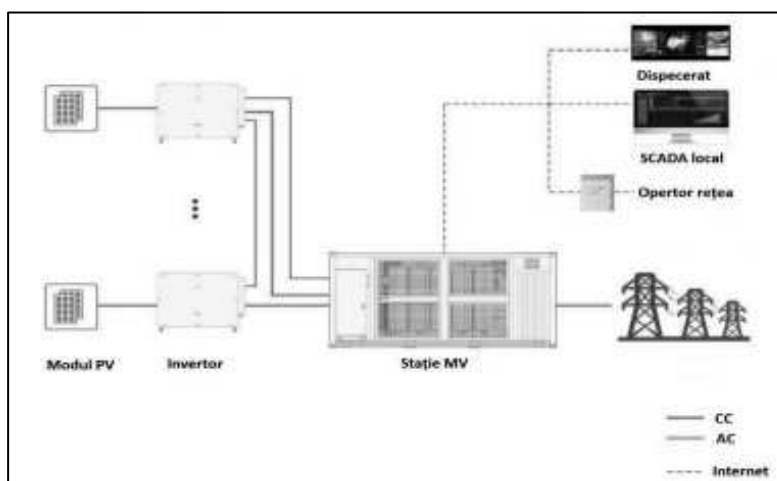 Dispecerat
SCADA local
Opertor rețea
Modul PV
Invertor
Stație MV
CC
AC
Internet